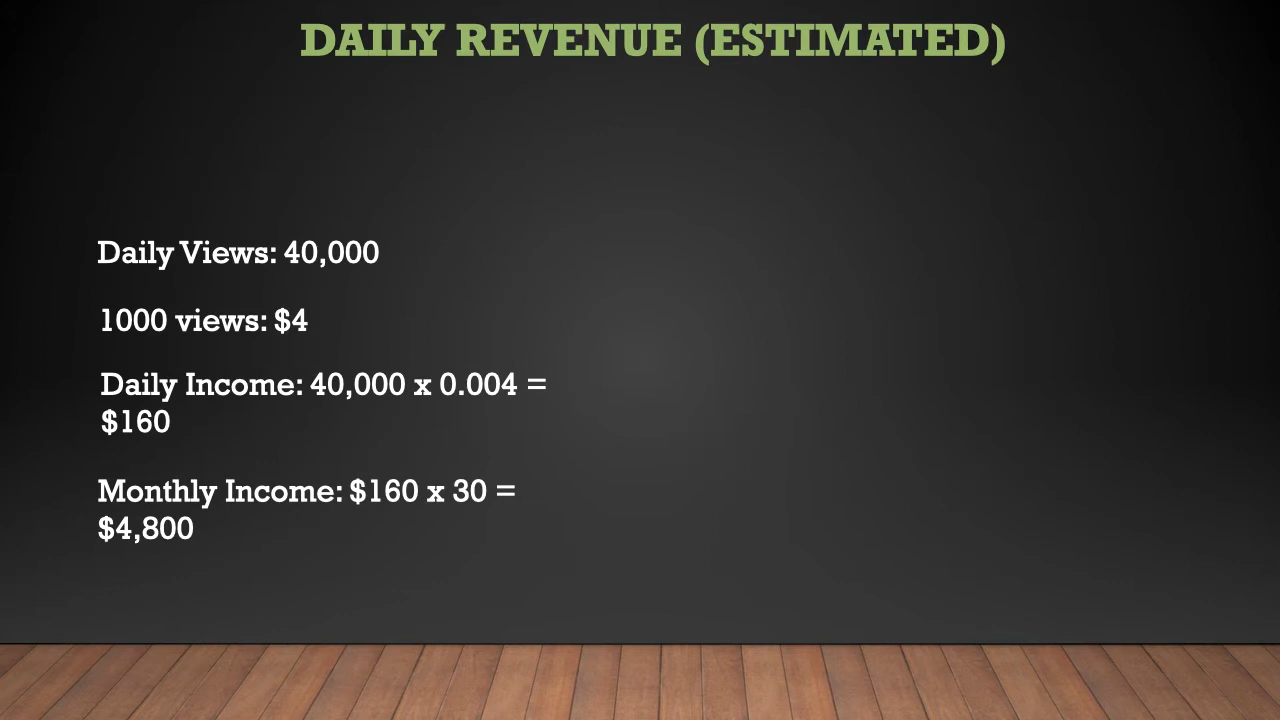 DAILY REVENUE (ESTIMATED)
Daily Views: 40,000
1000 views: $4
Daily Income: 40,000 x 0.004 =
$160
Monthly Income: $160 x 30 =
$4,800